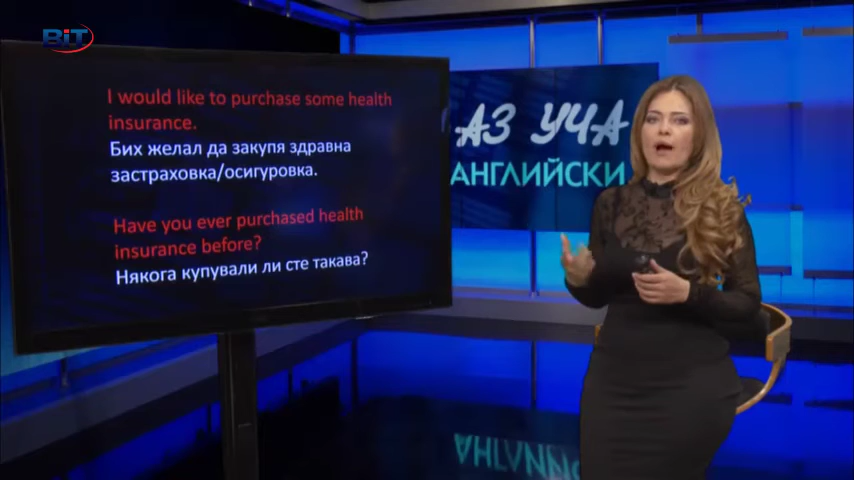 BiT
I would like to purchase some health
insurance.
Бих желал да закупя здравна
застраховка/осигуровка.
Have you ever purchased health
insurance before?
Някога купували ли сте такава?
АЗ УЧА
АНГЛИЙСКИ